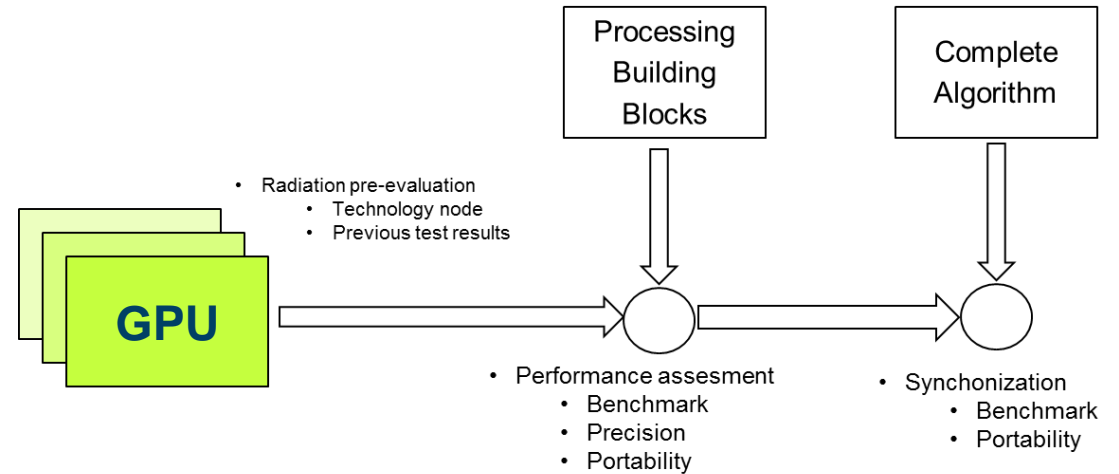 Processing
Building
Blocks
Complete
Algorithm
• Radiation pre-evaluation
• Technology node
• Previous test results
GPU
• Performance assesment
• Benchmark
• Precision
• Portability
• Synchonization
• Benchmark
• Portability